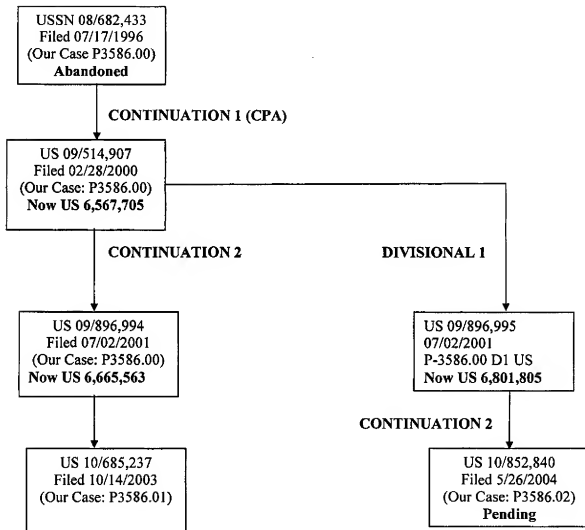 USSN 08/682,433
Filed 07/17/1996
(Our Case P3586.00)
Abandoned
CONTINUATION 1 (CPA)
US 09/514,907
Filed 02/28/2000
(Our Case: P3586.00)
Now US 6,567,705
CONTINUATION 2
DIVISIONAL 1
US 09/896,994
Filed 07/02/2001
(Our Case: P3586.00)
Now US 6,665,563
US 09/896,995
07/02/2001
P-3586.00 D1 US
Now US 6,801,805
CONTINUATION 2
US 10/685,237
Filed 10/14/2003
(Our Case: P3586.01)
US 10/852,840
Filed 5/26/2004
(Our Case: P3586.02)
Pending